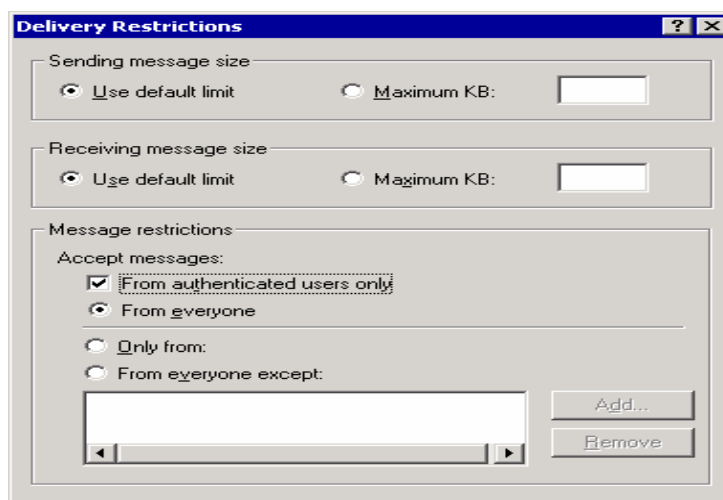 Delivery Restrictions
Sending message size
Use default limit Maximum KB:
Receiving message size
Use default limit Maximum KB:
Message restrictions
Accept messages:
From authenticated users only
From everyone
Only from:
From everyone except:
Add...
Remove